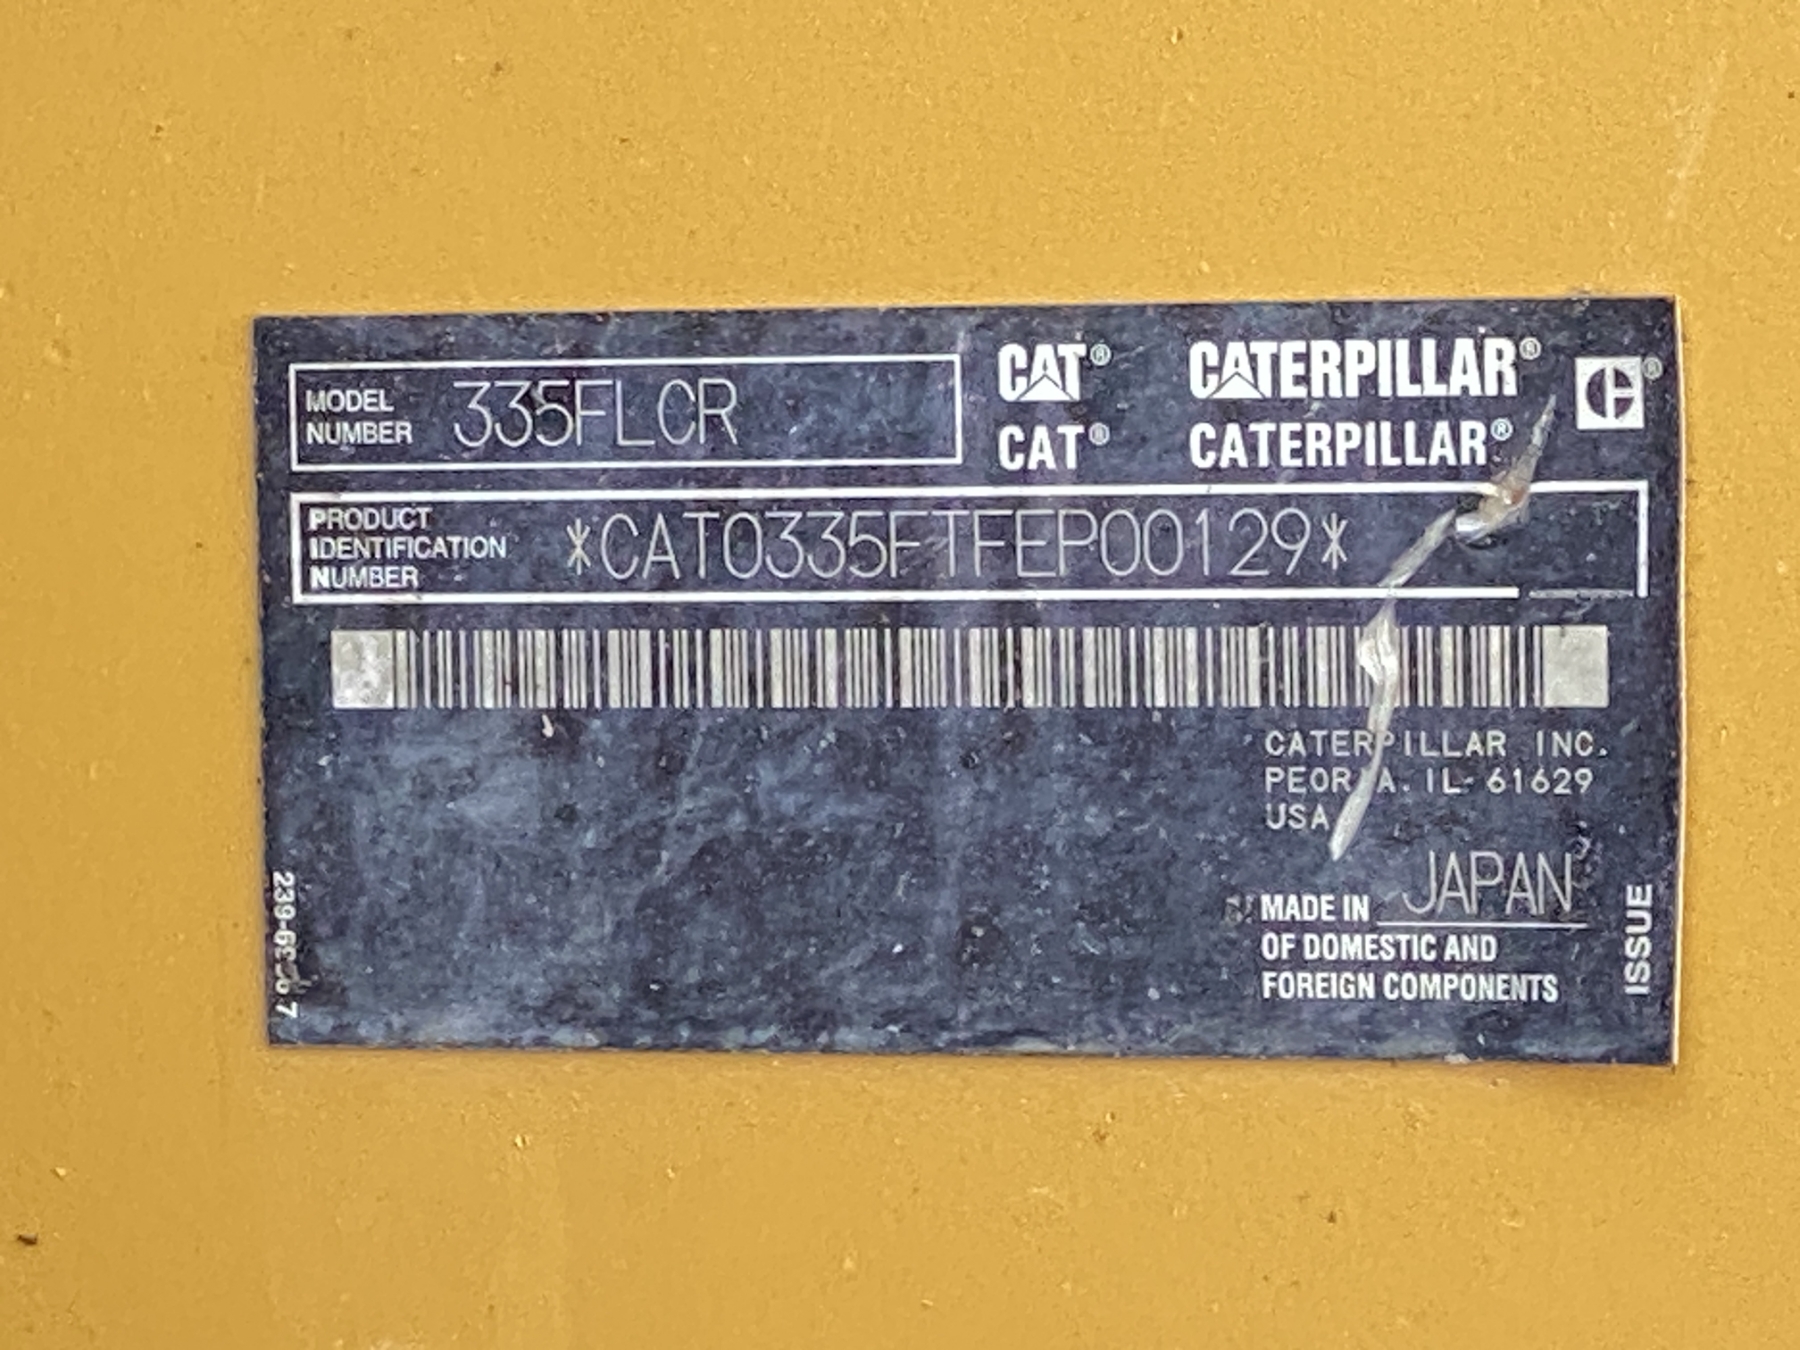 MODEL NUMBER 335FLCR
CAT® CATERPILLAR® ®
CAT® CATERPILLAR®
PRODUCT IDENTIFICATION NUMBER *CAT0335FTFEP00129*
CATERPILLAR INC.
PEORIA. IL 61629
USA
MADE IN JAPAN
OF DOMESTIC AND
FOREIGN COMPONENTS
ISSUE